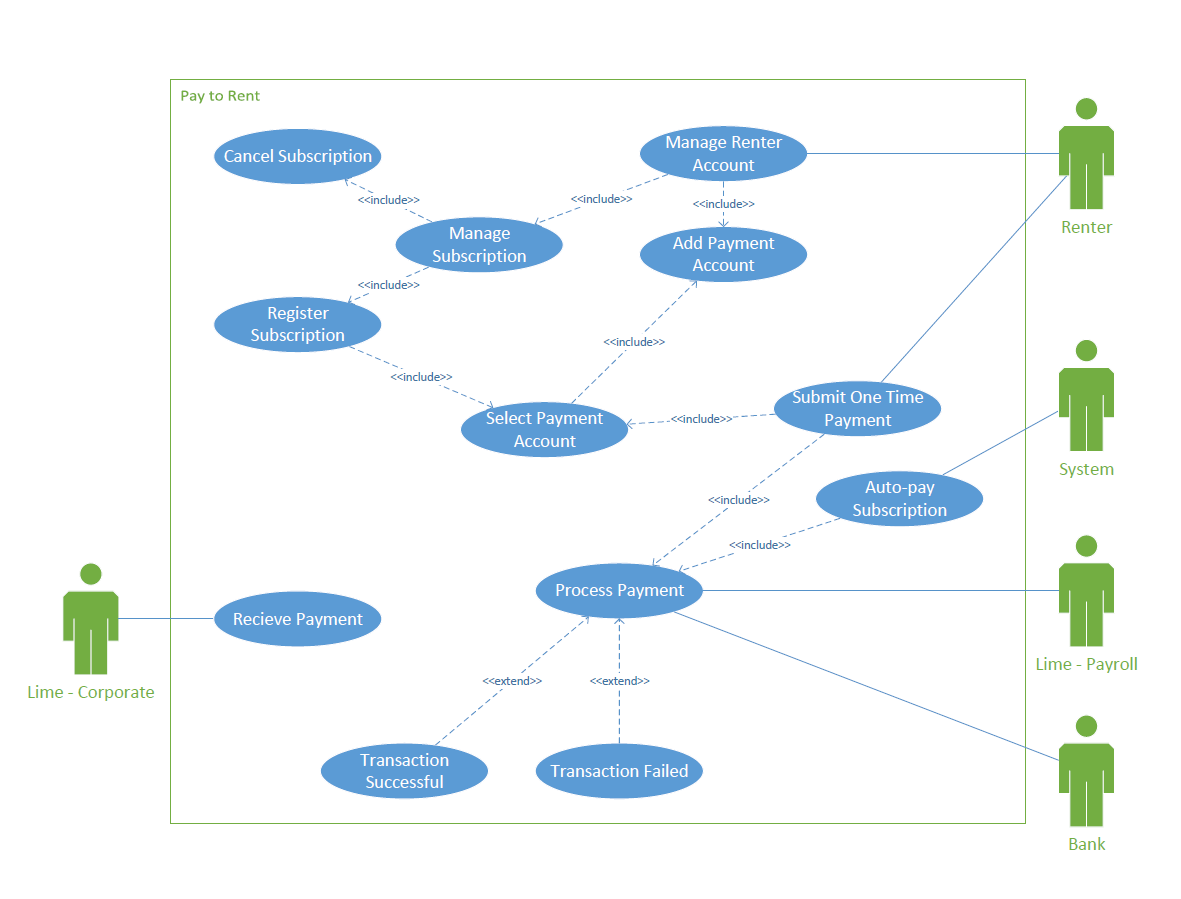 Pay to Rent
Cancel Subscription
Manage Renter
Account
<<include>>
<<include>>
<<include>>
Renter
Manage
Subscription
Add Payment
Account
<<include>>
Register
Subscription
<<include>>
<<include>>
Submit One Time
Payment
Select Payment
Account
<<include>>
System
Auto-pay
Subscription
<<include>>
<<include>>
Process Payment
Recieve Payment
Lime - Payroll
<<extend>>
<<extend>>
Lime - Corporate
Transaction
Successful
Transaction Failed
Bank